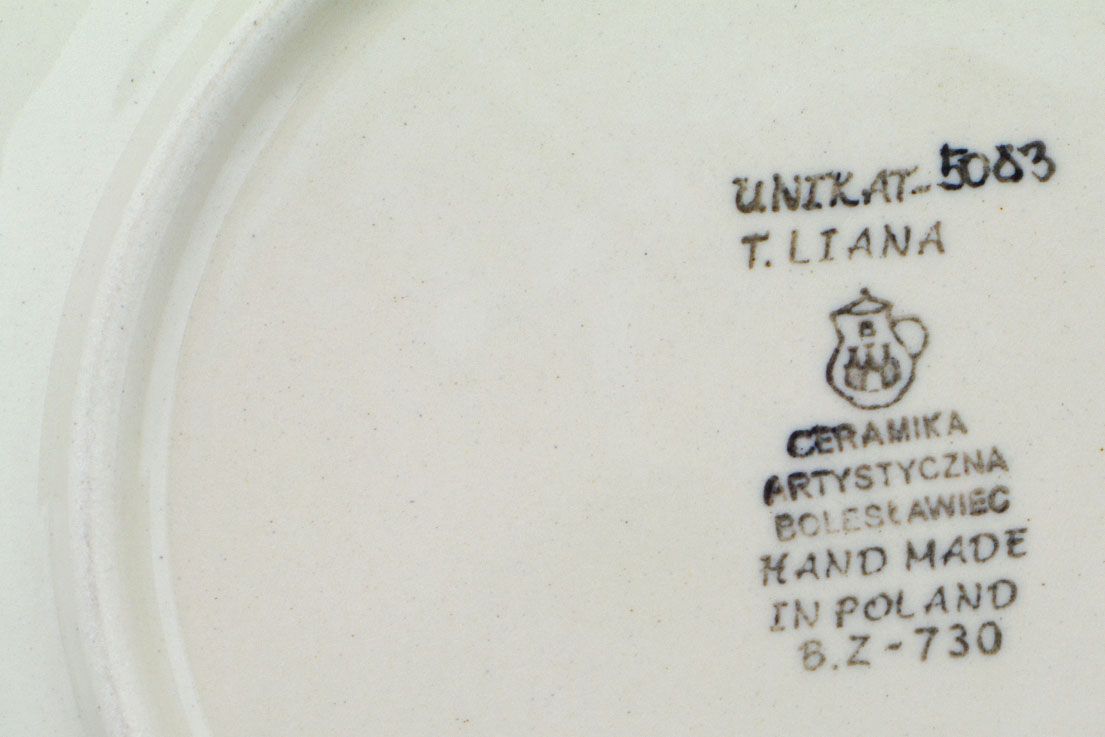 UNIKAT-5083
T. LIANA
CERAMIKA
ARTYSTYCZNA
BOLESŁAWIEC
HAND MADE
IN POLAND
B.Z-730